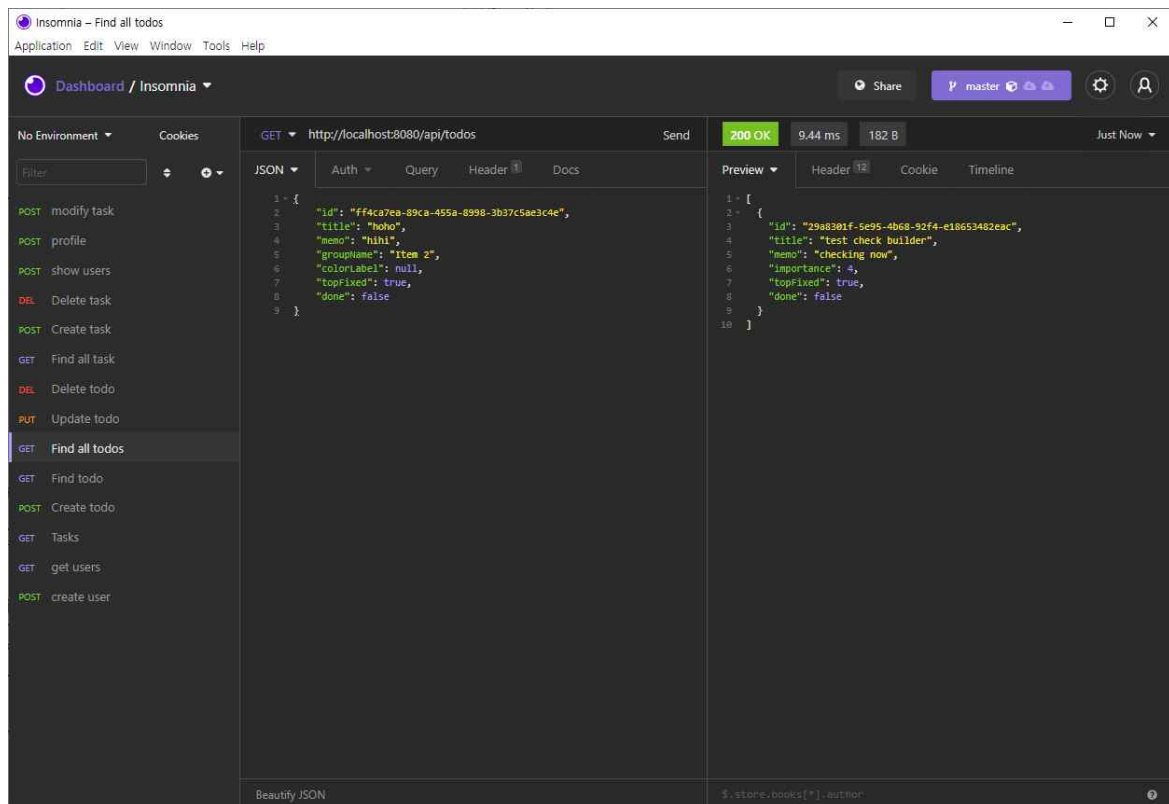 Insomnia – Find all todos
Application Edit View Window Tools Help
Dashboard / Insomnia
Share
master
No Environment
Cookies
GET http://localhost:8080/api/todos Send
200 OK 9.44 ms 182 B Just Now
Filter
JSON Auth Query Header 1 Docs
Preview Header 12 Cookie Timeline
POST modify task
POST profile
POST show users
DEL Delete task
POST Create task
GET Find all task
DEL Delete todo
PUT Update todo
GET Find all todos
GET Find todo
POST Create todo
GET Tasks
GET get users
POST create user
1 {
2 "id": "ff4ca7ea-89ca-455a-8998-3b37c5ae3c4e",
3 "title": "hoho",
4 "memo": "hihi",
5 "groupName": "Item 2",
6 "colorLabel": null,
7 "topFixed": true,
8 "done": false
9 }
1 [
2 {
3 "id": "29a8301f-5e95-4b68-92f4-e18653482eac",
4 "title": "test check builder",
5 "memo": "checking now",
6 "importance": 4,
7 "topFixed": true,
8 "done": false
9 }
10 ]
Beautify JSON
$.store.books[*].author